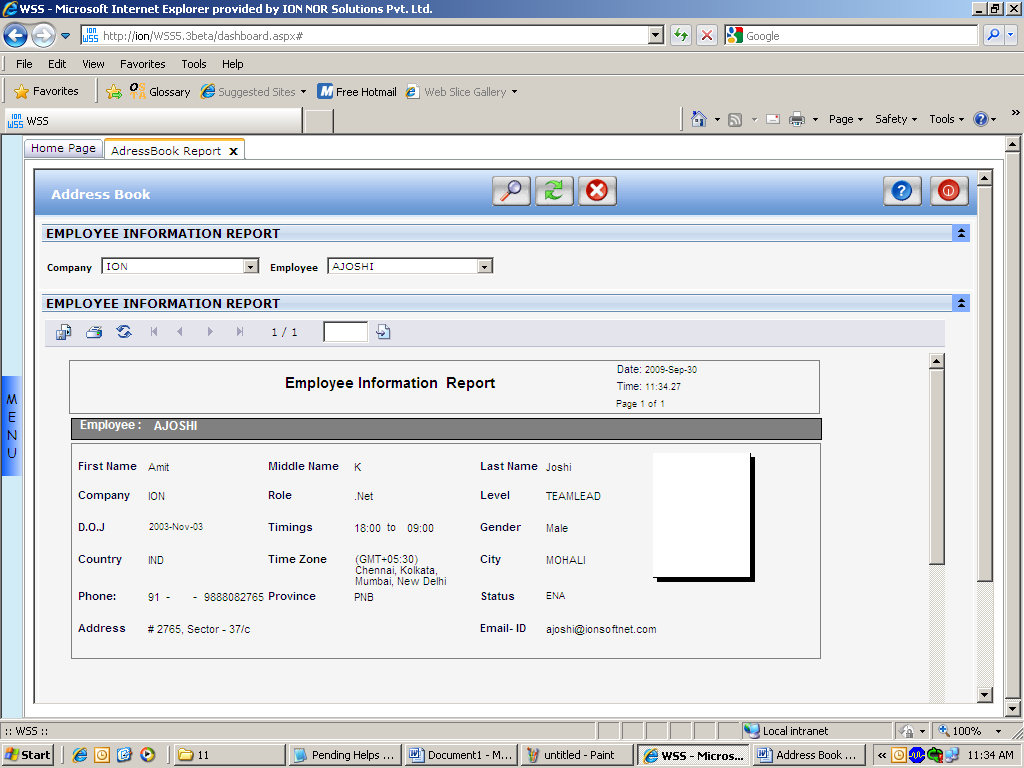 WSS - Microsoft Internet Explorer provided by ION NOR Solutions Pvt. Ltd.
ion WSS http://ion/WSS5.3beta/dashboard.aspx# Google
File Edit View Favorites Tools Help
Favorites Glossary Suggested Sites Free Hotmail Web Slice Gallery
ion WSS WSS Page Safety Tools »
Home Page AdressBook Report x
Address Book
EMPLOYEE INFORMATION REPORT
Company ION Employee AJOSHI
EMPLOYEE INFORMATION REPORT
1 / 1
MENU
Employee Information Report
Date: 2009-Sep-30
Time: 11:34.27
Page 1 of 1
Employee : AJOSHI
First Name Amit Middle Name K Last Name Joshi
Company ION Role .Net Level TEAMLEAD
D.O.J 2003-Nov-03 Timings 18:00 to 09:00 Gender Male
Country IND Time Zone (GMT+05:30) City MOHALI
Chennai, Kolkata,
Mumbai, New Delhi
Phone: 91 - - 9888082765 Province PNB Status ENA
Address # 2765, Sector - 37/c Email- ID ajoshi@ionsoftnet.com
:: WSS :: Local intranet 100%
Start 11 Pending Helps ... Document1 - M... untitled - Paint WSS - Micros... Address Book ... « 11:34 AM